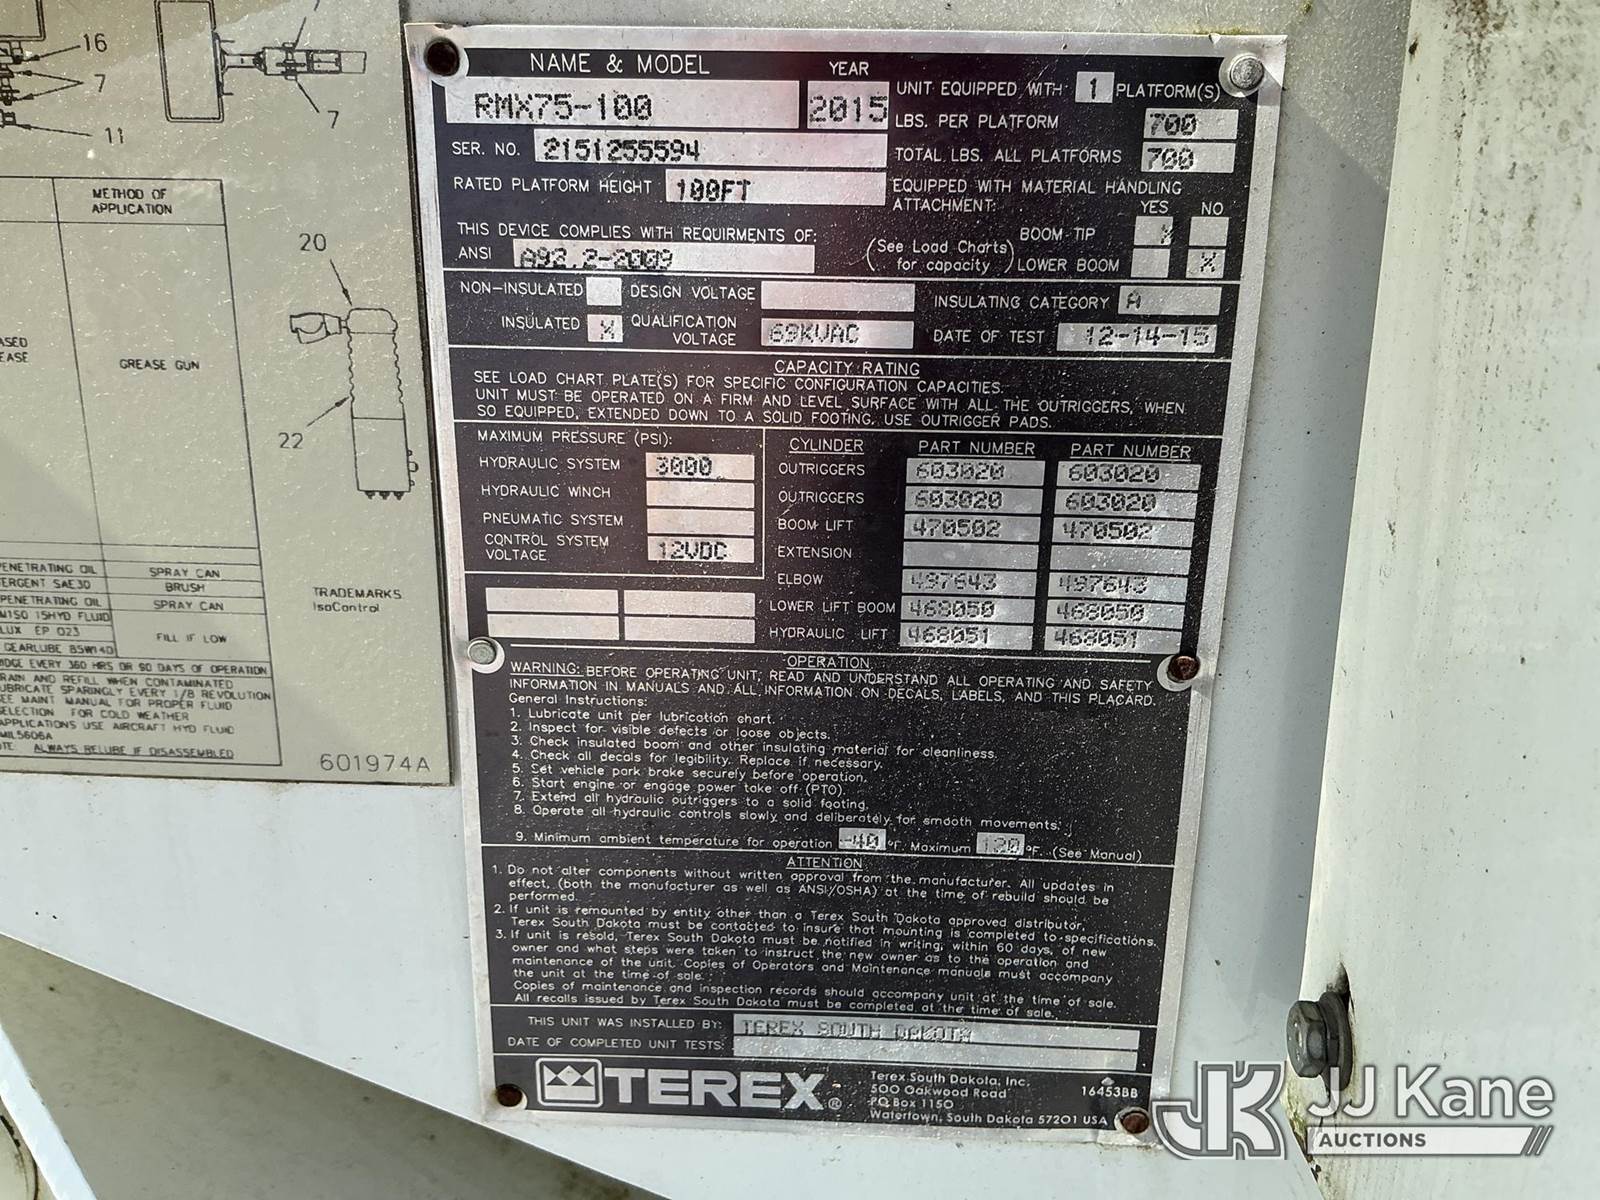 16
7
11
7
METHOD OF
APPLICATION
20
GREASE GUN
22
PENETRATING OIL SPRAY CAN
BRUSH
PENETRATING OIL SPRAY CAN
FILL IF LOW
TRADEMARKS
IsoControl
ALWAYS RELUBE IF DISASSEMBLED
601974A
NAME & MODEL YEAR
RMX75-100 2015
SER. NO. 2151255594
RATED PLATFORM HEIGHT 100FT
THIS DEVICE COMPLIES WITH REQUIRMENTS OF:
ANSI A92.2-2009
UNIT EQUIPPED WITH 1 PLATFORM(S)
LBS. PER PLATFORM 700
TOTAL LBS. ALL PLATFORMS 700
EQUIPPED WITH MATERIAL HANDLING
ATTACHMENT: YES NO
(See Load Charts for capacity) BOOM TIP X
LOWER BOOM X
NON-INSULATED DESIGN VOLTAGE INSULATING CATEGORY A
INSULATED X QUALIFICATION VOLTAGE 69KVAC DATE OF TEST 12-14-15
CAPACITY RATING
SEE LOAD CHART PLATE(S) FOR SPECIFIC CONFIGURATION CAPACITIES.
UNIT MUST BE OPERATED ON A FIRM AND LEVEL SURFACE WITH ALL THE OUTRIGGERS, WHEN
SO EQUIPPED, EXTENDED DOWN TO A SOLID FOOTING. USE OUTRIGGER PADS.
MAXIMUM PRESSURE (PSI):
HYDRAULIC SYSTEM 3000
HYDRAULIC WINCH
PNEUMATIC SYSTEM
CONTROL SYSTEM VOLTAGE 12VDC
CYLINDER PART NUMBER PART NUMBER
OUTRIGGERS 603020 603020
OUTRIGGERS 603020 603020
BOOM LIFT 470502 470502
EXTENSION
ELBOW 497643 497643
LOWER LIFT BOOM 468050 468050
HYDRAULIC LIFT 468051 468051
OPERATION
WARNING: BEFORE OPERATING UNIT, READ AND UNDERSTAND ALL OPERATING AND SAFETY
INFORMATION IN MANUALS AND ALL INFORMATION ON DECALS, LABELS, AND THIS PLACARD.
General Instructions:
1. Lubricate unit per lubrication chart.
2. Inspect for visible defects or loose objects.
3. Check insulated boom and other insulating material for cleanliness.
4. Check all decals for legibility. Replace if necessary.
5. Set vehicle park brake securely before operation.
6. Start engine or engage power take off (PTO).
7. Extend all hydraulic outriggers to a solid footing.
8. Operate all hydraulic controls slowly and deliberately for smooth movements.
9. Minimum ambient temperature for operation -40 °F. Maximum 120 °F. (See Manual)
ATTENTION
1. Do not alter components without written approval from the manufacturer. All updates in
effect, (both the manufacturer as well as ANSI/OSHA) at the time of rebuild should be
performed.
2. If unit is remounted by entity other than a Terex South Dakota approved distributor,
Terex South Dakota must be contacted to insure that mounting is completed to specifications.
3. If unit is resold, Terex South Dakota must be notified in writing, within 60 days, of new
owner and what steps were taken to instruct the new owner as to the operation and
maintenance of the unit. Copies of Operators and Maintenance manuals must accompany
the unit at the time of sale.
Copies of maintenance and inspection records should accompany unit at the time of sale.
All recalls issued by Terex South Dakota must be completed at the time of sale.
THIS UNIT WAS INSTALLED BY: TEREX SOUTH DAKOTA
DATE OF COMPLETED UNIT TESTS:
TEREX®
Terex South Dakota, Inc.
500 Oakwood Road
PO Box 1150
Watertown, South Dakota 57201 USA
16453BB
JJ Kane
AUCTIONS